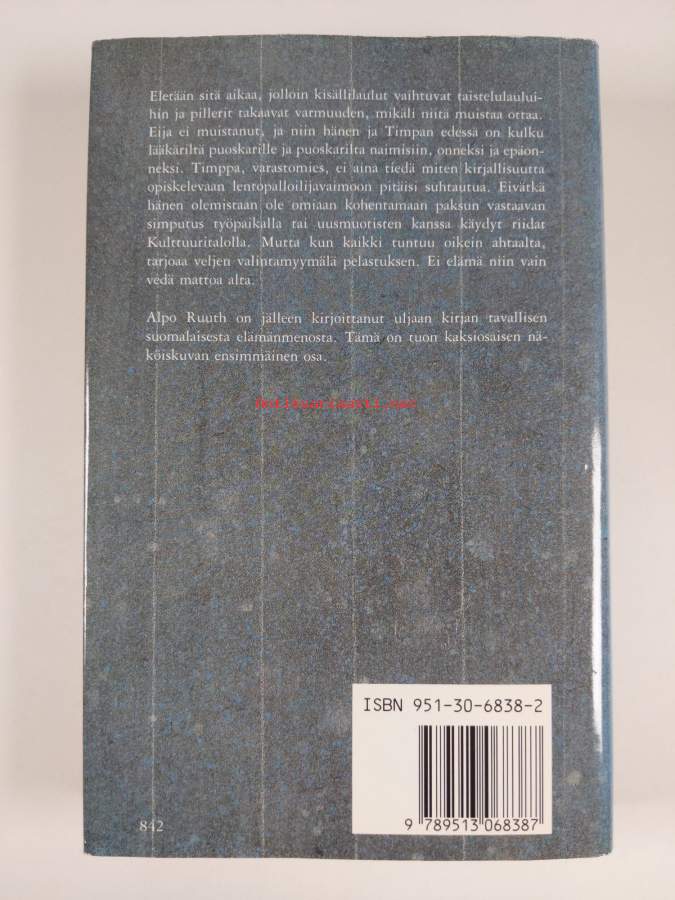 Eletään sitä aikaa, jolloin kisällilaulut vaihtuvat taistelulaului-
hin ja pillerit takaavat varmuuden, mikäli niitä muistaa ottaa.
Eija ei muistanut, ja niin hänen ja Timpan edessä on kulku
lääkäriltä puoskarille ja puoskarilta naimisiin, onneksi ja epäon-
neksi. Timppa, varastomies, ei aina tiedä miten kirjallisuutta
opiskelevaan lentopalloilijavaimoon pitäisi suhtautua. Eivätkä
hänen olemistaan ole omiaan kohentamaan paksun vastaavan
simputus työpaikalla tai uusmuotisten kanssa käydyt riidat
Kulttuuritalolla. Mutta kun kaikki tuntuu oikein ahtaalta,
tarjoaa veljen valintamyymälä pelastuksen. Ei elämä niin vain
vedä mattoa alta.
Alpo Ruuth on jälleen kirjoittanut uljaan kirjan tavallisen
suomalaisesta elämänmenosta. Tämä on tuon kaksiosaisen nä-
köiskuvan ensimmäinen osa.
Antikvariaatti.net
ISBN 951-30-6838-2
9 789513 068387
842